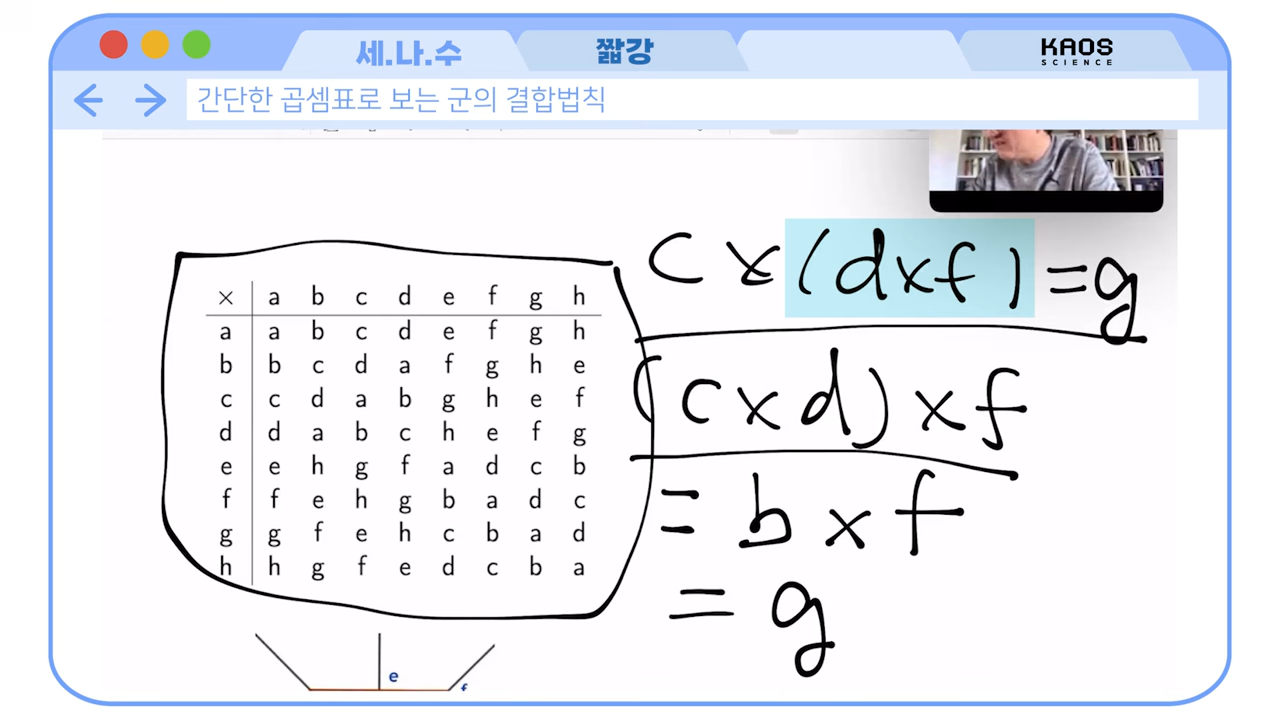 세.나.수
짧강
KAOS
SCIENCE
간단한 곱셈표로 보는 군의 결합법칙
× a b c d e f g h
a a b c d e f g h
b b c d a f g h e
c c d a b g h e f
d d a b c h e f g
e e h g f a d c b
f f e h g b a d c
g g f e h c b a d
h h g f e d c b a
e
f
c×(d×f)=g
(c×d)×f
=b×f
=g